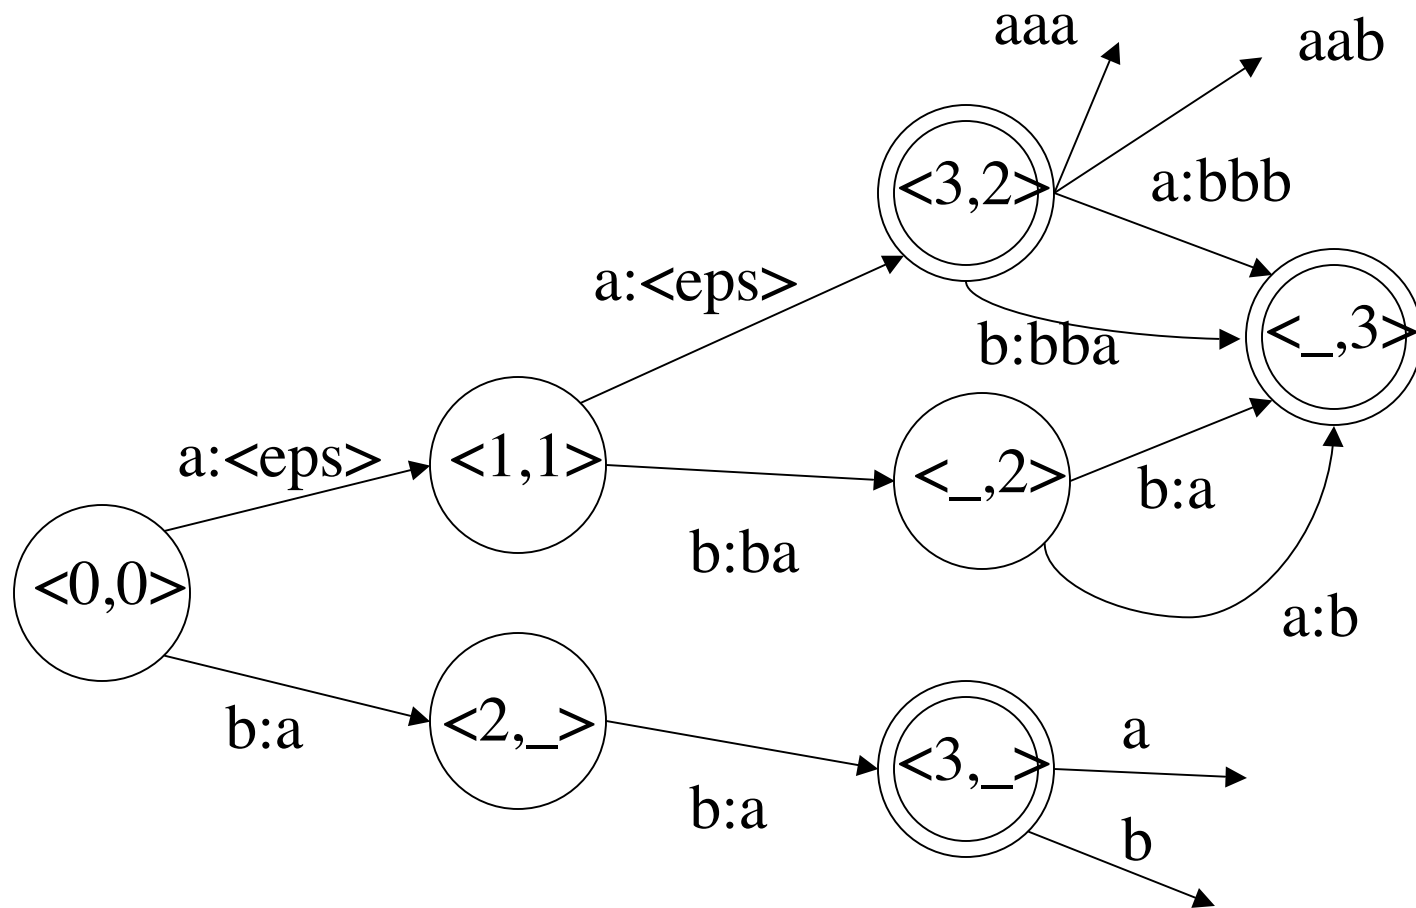 aaa
aab
<3,2>
a:bbb
a:<eps>
<_,3>
b:bba
a:<eps>
<1,1>
<_,2>
b:a
b:ba
<0,0>
a:b
b:a
<2,_>
<3,_>
a
b:a
b